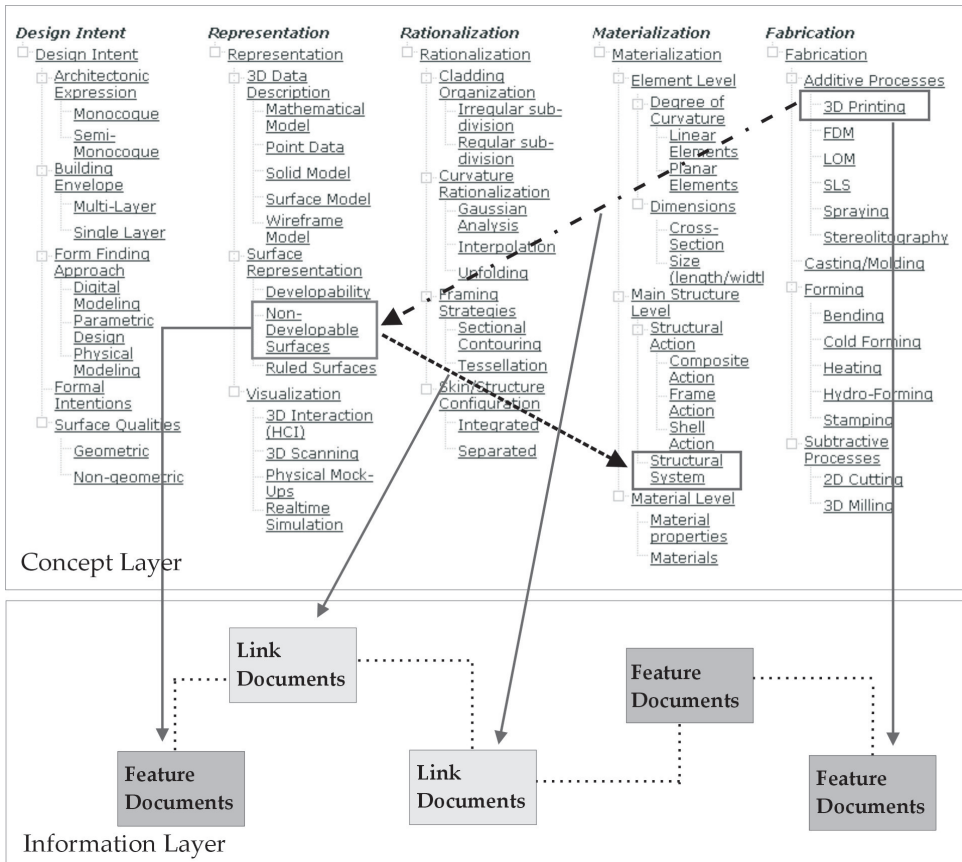 Design Intent
Design Intent
Architectonic
Expression
Monocoque
Semi-
Monocoque
Building
Envelope
Multi-Layer
Single Layer
Form Finding
Approach
Digital
Modeling
Parametric
Design
Physical
Modeling
Formal
Intentions
Surface Qualities
Geometric
Non-geometric
Representation
Representation
3D Data
Description
Mathematical
Model
Point Data
Solid Model
Surface Model
Wireframe
Model
Surface
Representation
Developability
Non-
Developable
Surfaces
Ruled Surfaces
Visualization
3D Interaction
(HCI)
3D Scanning
Physical Mock-
Ups
Realtime
Simulation
Rationalization
Rationalization
Cladding
Organization
Irregular sub-
division
Regular sub-
division
Curvature
Rationalization
Gaussian
Analysis
Interpolation
Unfolding
Framing
Strategies
Sectional
Contouring
Tessellation
Skin/Structure
Configuration
Integrated
Separated
Materialization
Materialization
Element Level
Degree of
Curvature
Linear
Elements
Planar
Elements
Dimensions
Cross-
Section
Size
(length/widtl
Main Structure
Level
Structural
Action
Composite
Action
Frame
Action
Shell
Action
Structural
System
Material Level
Material
properties
Materials
Fabrication
Fabrication
Additive Processes
3D Printing
FDM
LOM
SLS
Spraying
Stereolitography
Casting/Molding
Forming
Bending
Cold Forming
Heating
Hydro-Forming
Stamping
Subtractive
Processes
2D Cutting
3D Milling
Concept Layer
Link
Documents
Feature
Documents
Feature
Documents
Link
Documents
Feature
Documents
Information Layer